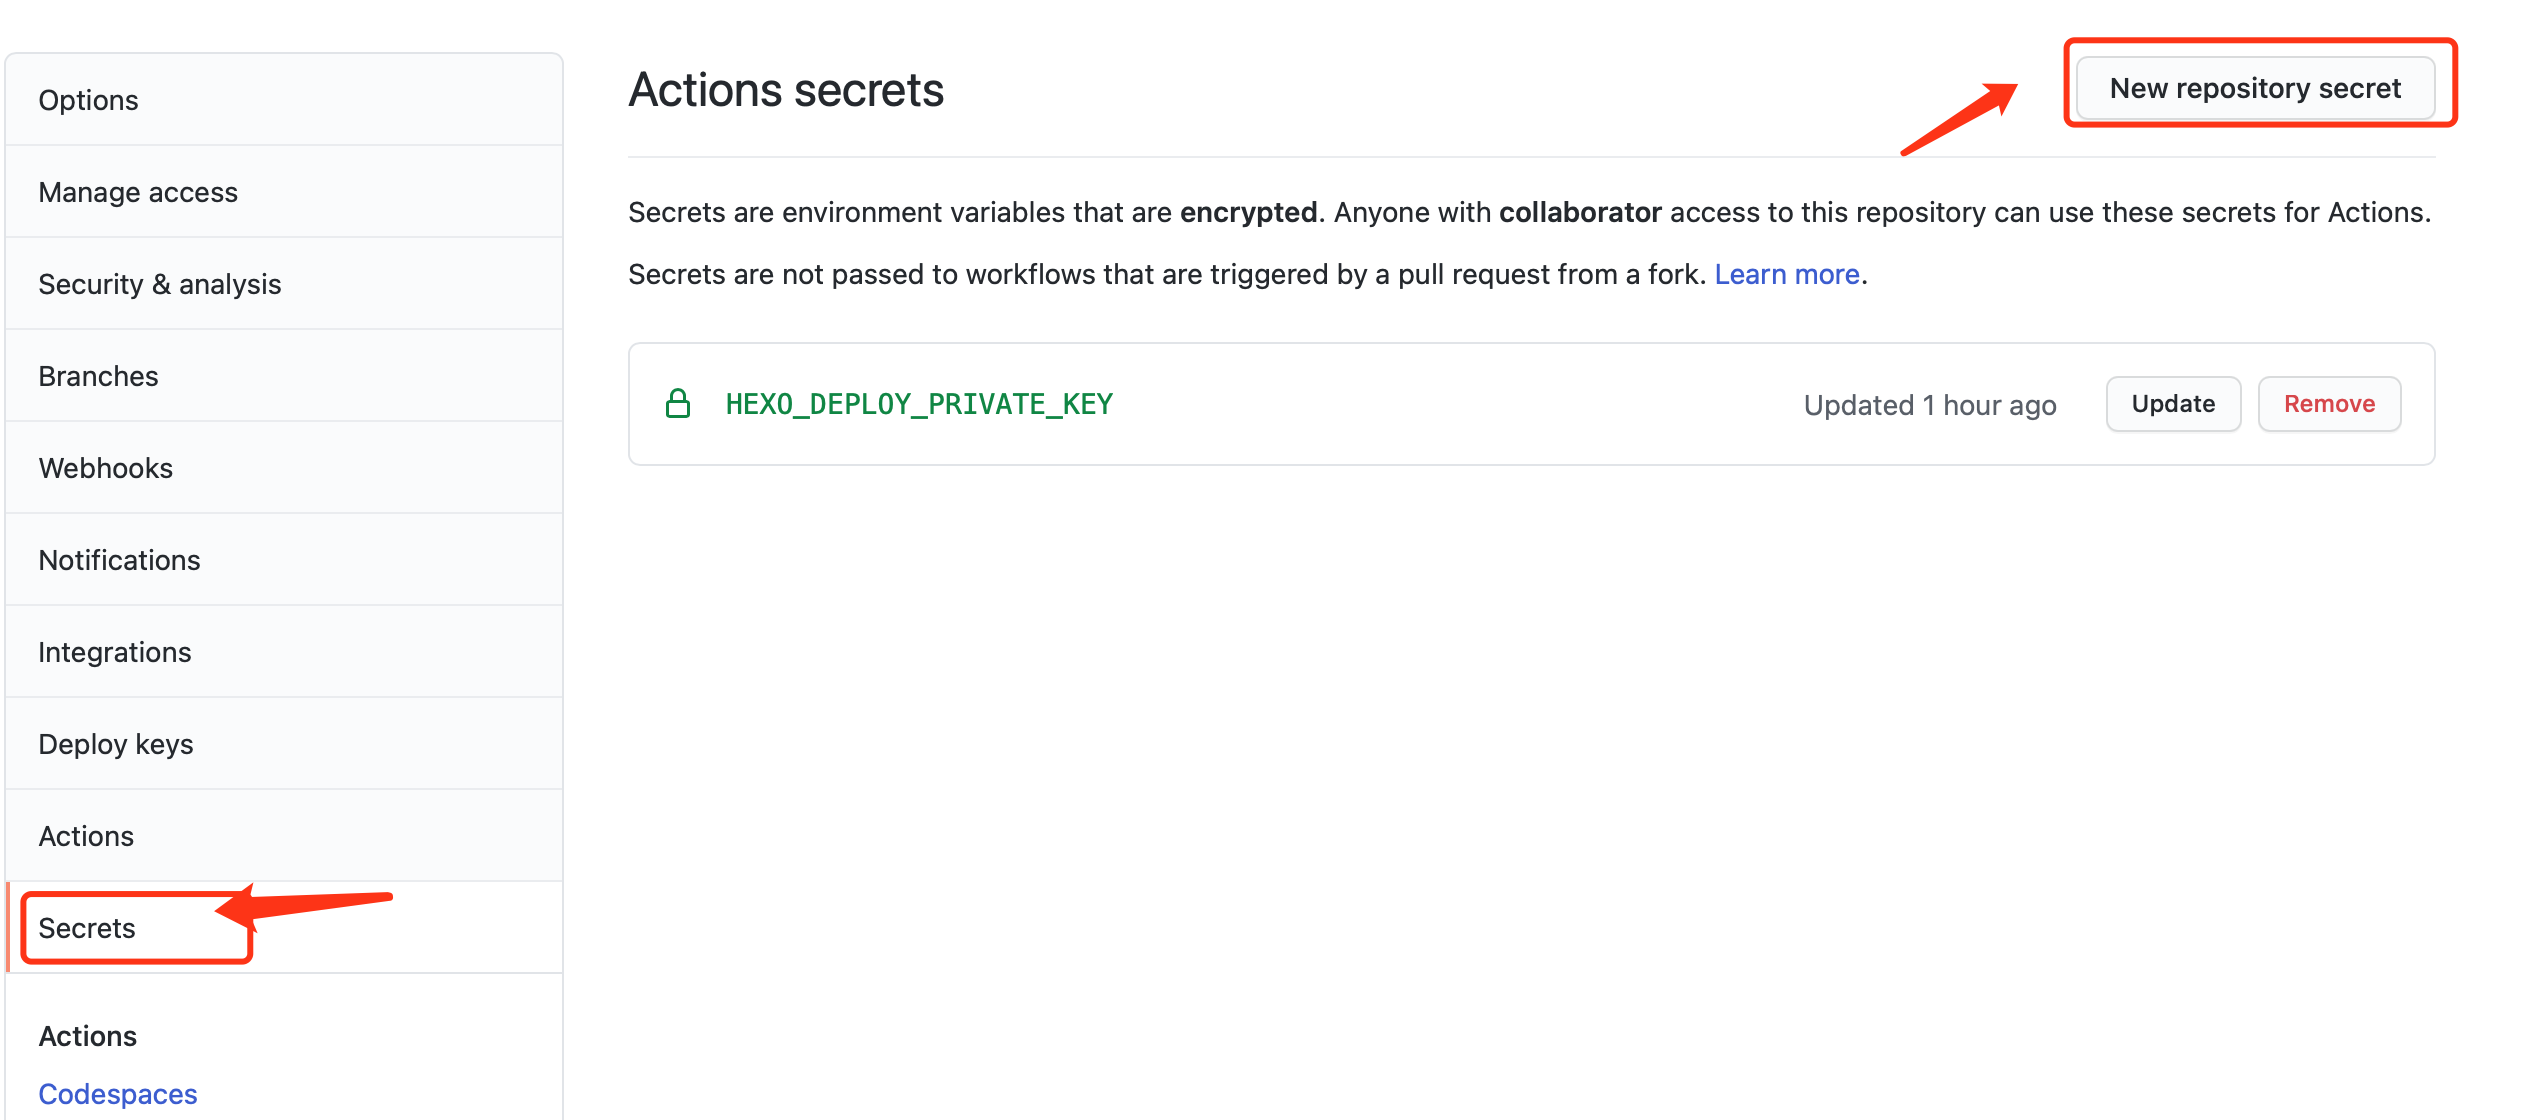 Options
Manage access
Security & analysis
Branches
Webhooks
Notifications
Integrations
Deploy keys
Actions
Secrets
Actions
Codespaces
Actions secrets
New repository secret
Secrets are environment variables that are encrypted. Anyone with collaborator access to this repository can use these secrets for Actions.
Secrets are not passed to workflows that are triggered by a pull request from a fork. Learn more.
HEXO_DEPLOY_PRIVATE_KEY
Updated 1 hour ago
Update
Remove